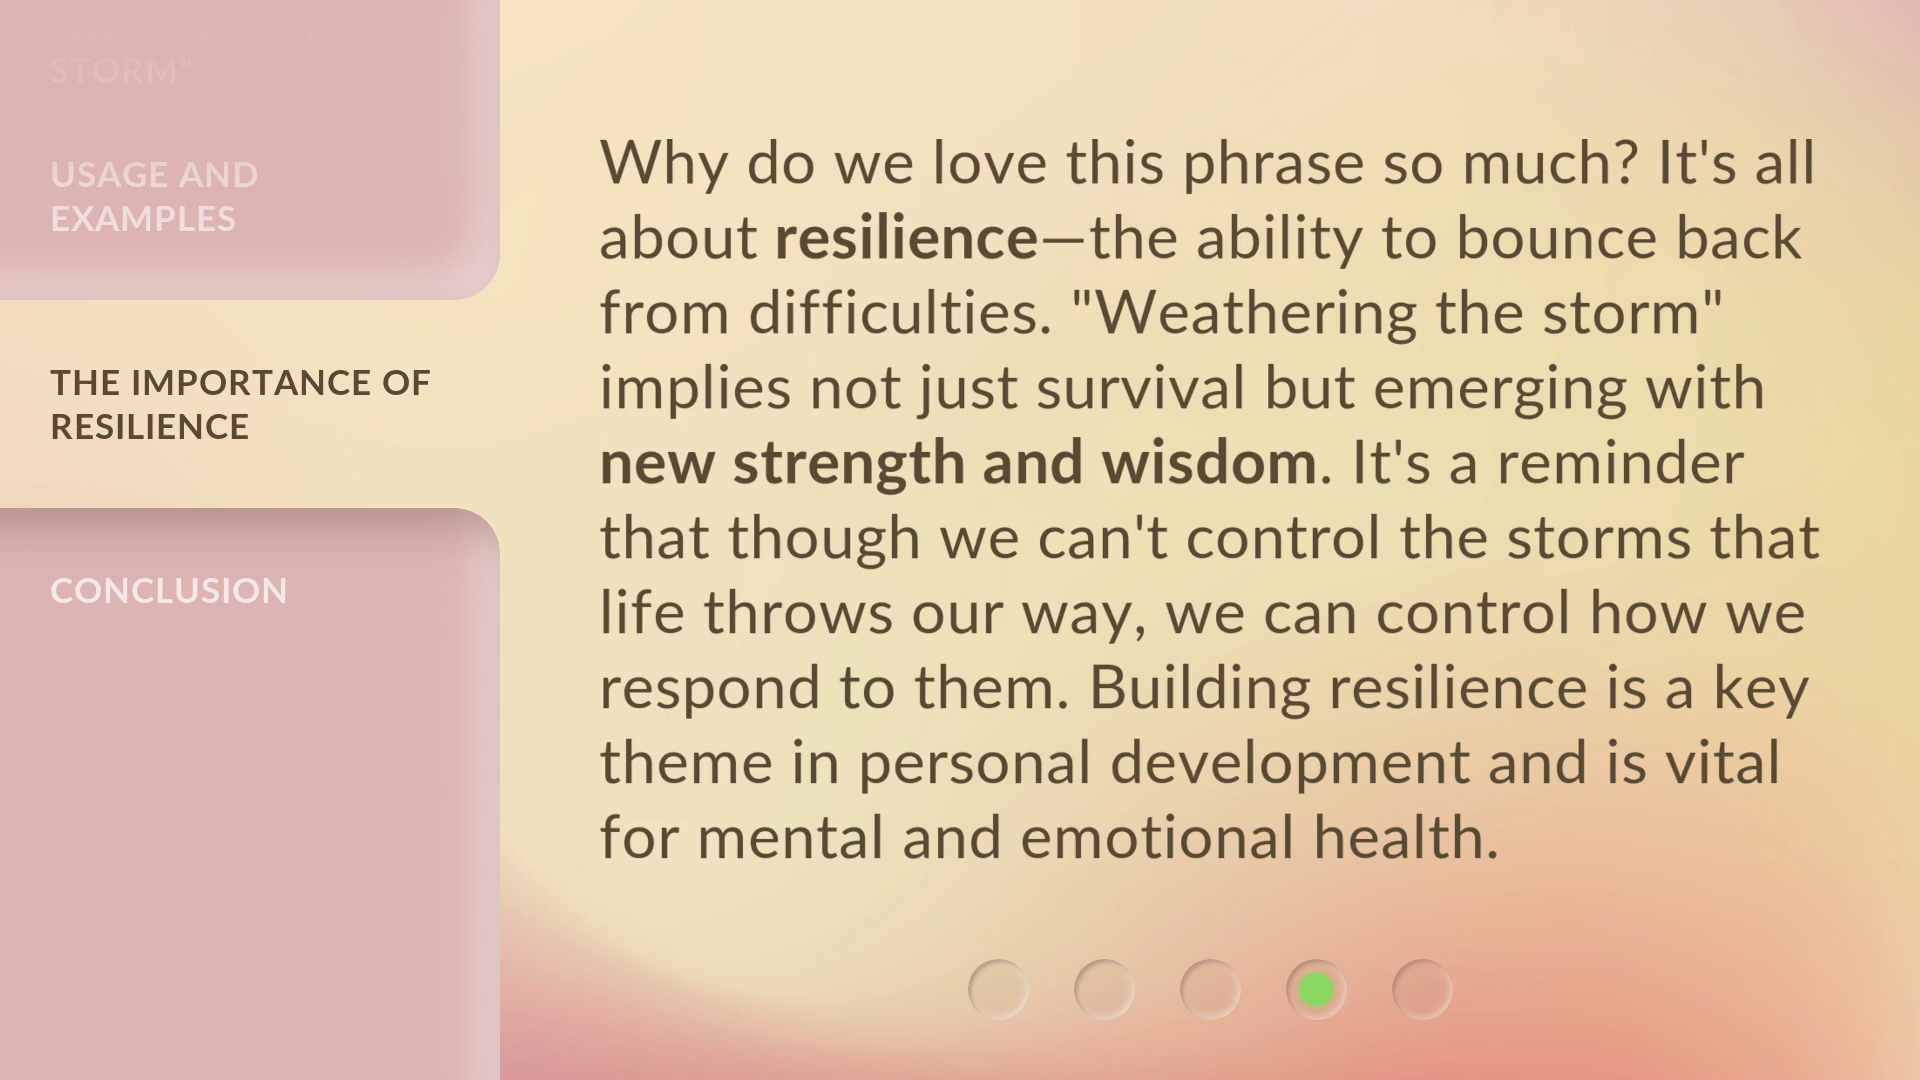 "WEATHER THE
STORM"
USAGE AND
EXAMPLES
THE IMPORTANCE OF
RESILIENCE
CONCLUSION
Why do we love this phrase so much? It's all
about resilience—the ability to bounce back
from difficulties. "Weathering the storm"
implies not just survival but emerging with
new strength and wisdom. It's a reminder
that though we can't control the storms that
life throws our way, we can control how we
respond to them. Building resilience is a key
theme in personal development and is vital
for mental and emotional health.